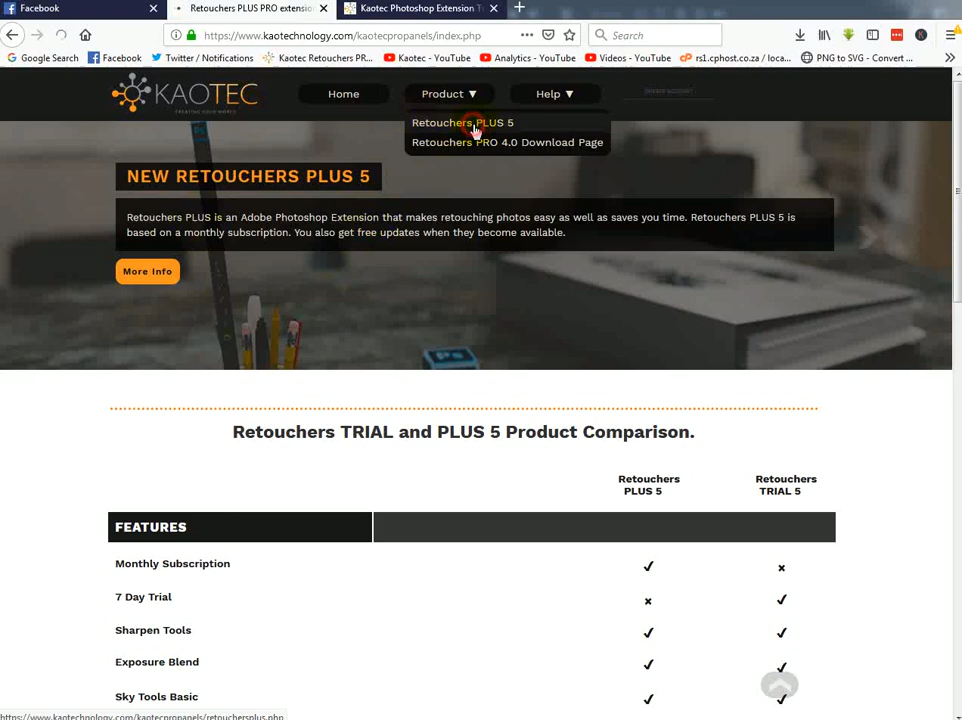 Facebook
Retouchers PLUS PRO extensio
Kaotec Photoshop Extension T
https://www.kaotechnology.com/kaotecpropanels/index.php
Search
Google Search
Facebook
Twitter / Notifications
Kaotec Retouchers PR...
Kaotec - YouTube
Analytics - YouTube
Videos - YouTube
rs1.cphost.co.za / loca...
PNG to SVG - Convert ...
KAOTEC
CREATING YOUR WORLD
Home
Product ▼
Help ▼
Retouchers PLUS 5
Retouchers PRO 4.0 Download Page
NEW RETOUCHERS PLUS 5
Retouchers PLUS is an Adobe Photoshop Extension that makes retouching photos easy as well as saves you time. Retouchers PLUS 5 is
based on a monthly subscription. You also get free updates when they become available.
More Info
Ps
Retouchers TRIAL and PLUS 5 Product Comparison.
Retouchers
PLUS 5
Retouchers
TRIAL 5
FEATURES
Monthly Subscription
7 Day Trial
Sharpen Tools
Exposure Blend
Sky Tools Basic
https://www.kaotechnology.com/kaotecpropanels/retouchersplus.php